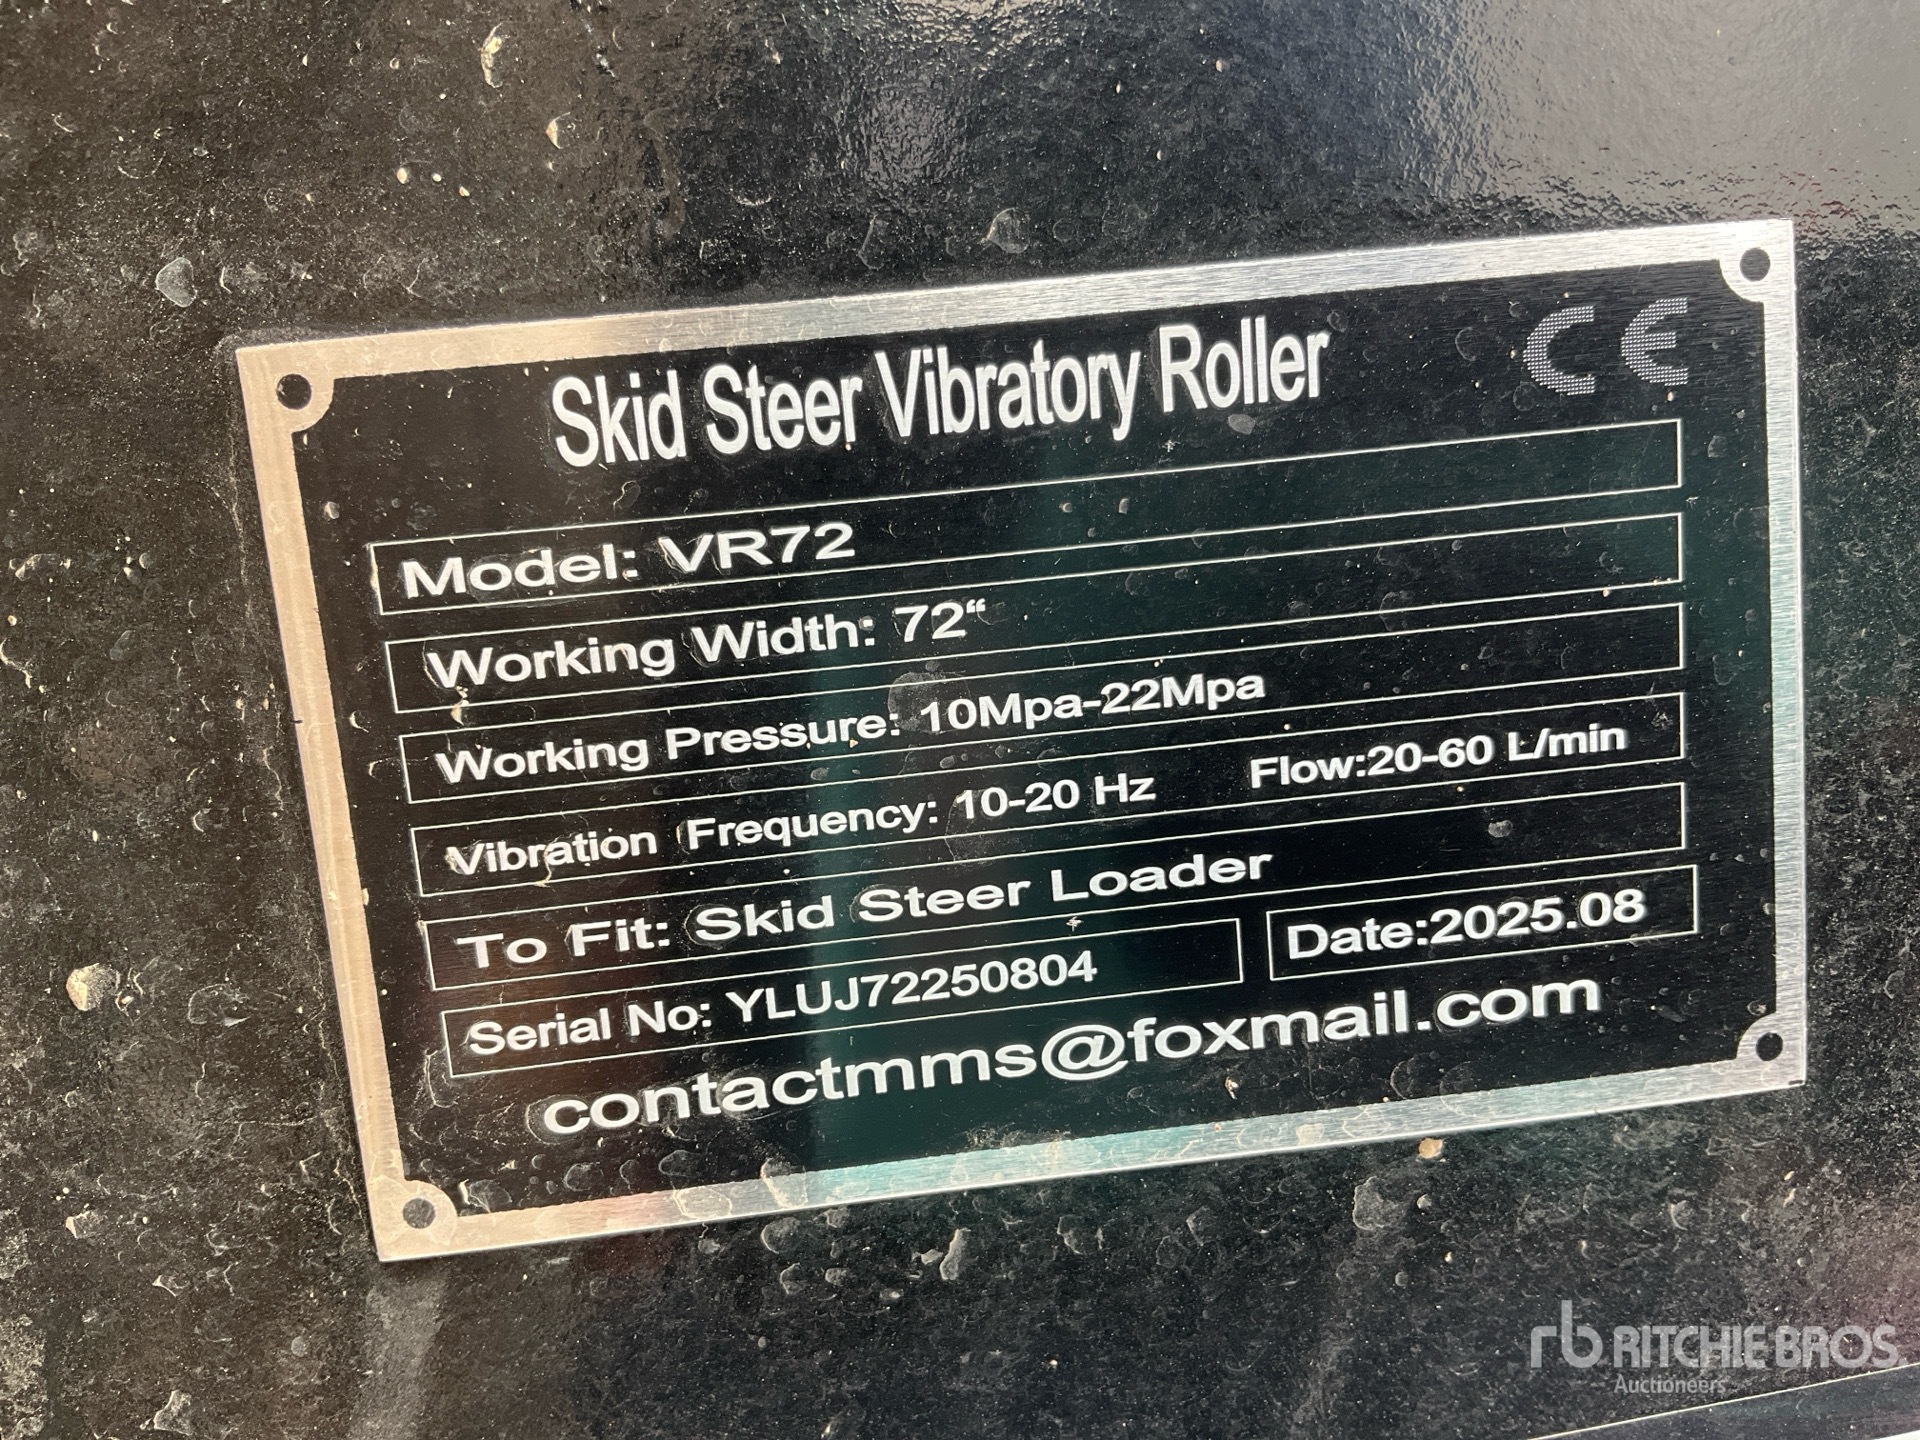 Skid Steer Vibratory Roller
CE
Model: VR72
Working Width: 72“
Working Pressure: 10Mpa-22Mpa
Vibration Frequency: 10-20 Hz Flow:20-60 L/min
To Fit: Skid Steer Loader
Serial No: YLUJ72250804 Date:2025.08
contactmms@foxmail.com
rb RITCHIE BROS.
Auctioneers